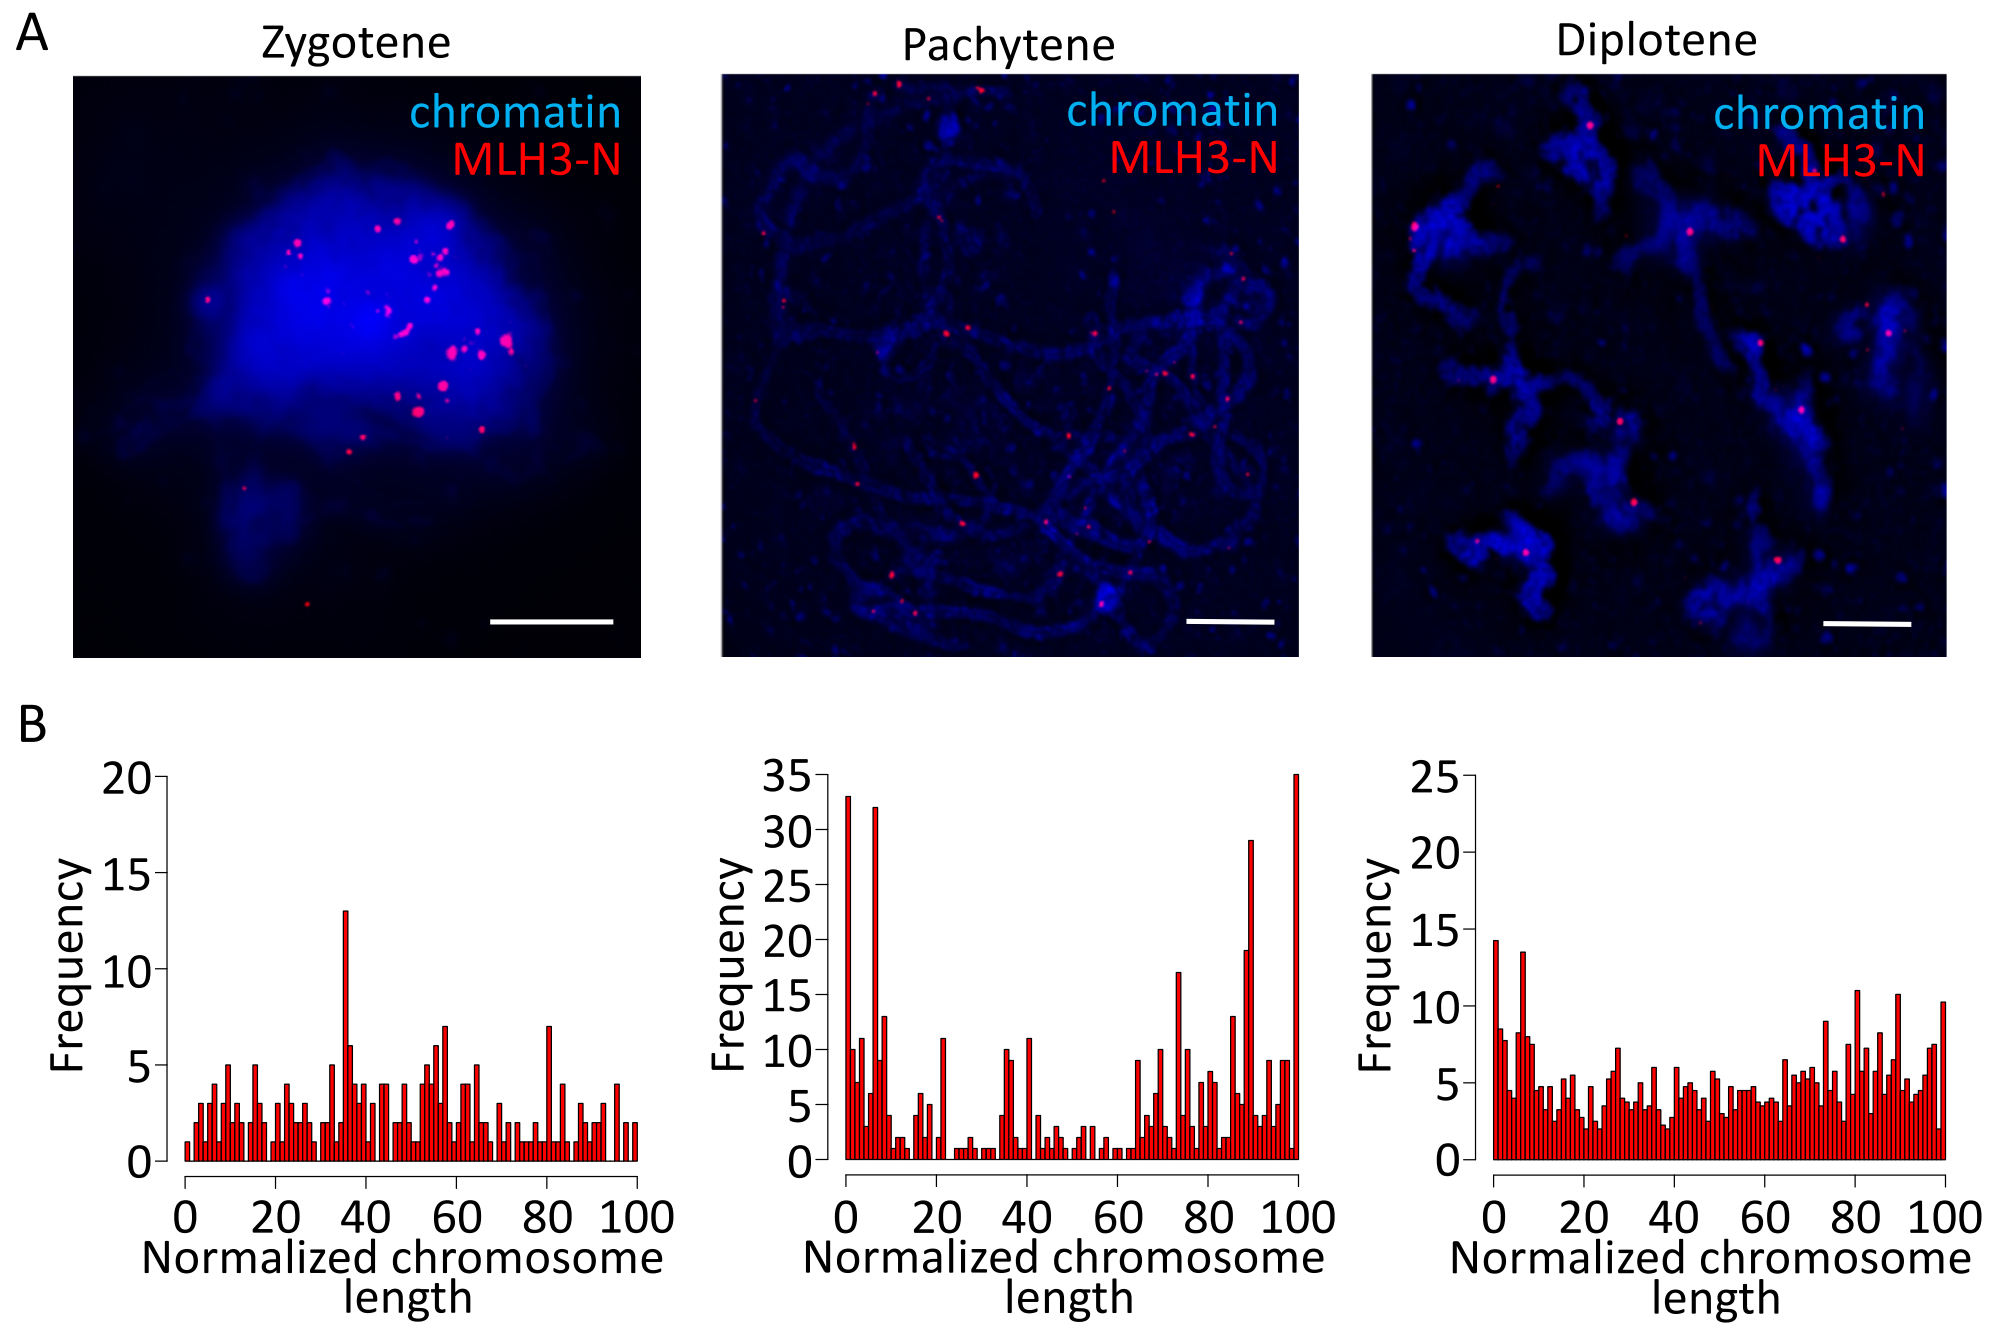 A
Zygotene
Pachytene
Diplotene
chromatin
MLH3-N
chromatin
MLH3-N
chromatin
MLH3-N
B
20
15
10
5
0
Frequency
0 20 40 60 80 100
Normalized chromosome
length
35
30
25
20
15
10
5
0
Frequency
0 20 40 60 80 100
Normalized chromosome
length
25
20
15
10
5
0
Frequency
0 20 40 60 80 100
Normalized chromosome
length